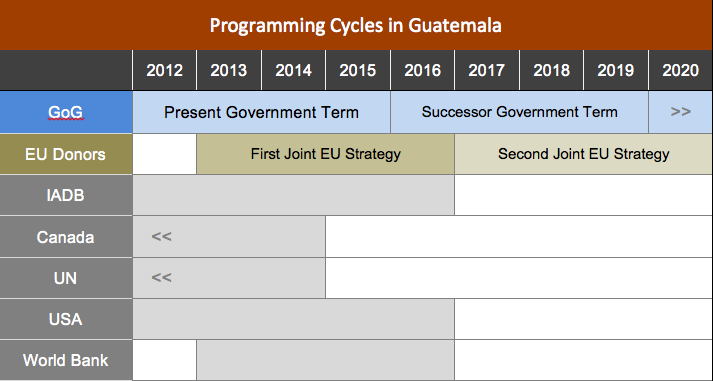 Programming Cycles in Guatemala
2012 2013 2014 2015 2016 2017 2018 2019 2020
GoG Present Government Term Successor Government Term >>
EU Donors First Joint EU Strategy Second Joint EU Strategy
IADB
Canada <<
UN <<
USA
World Bank